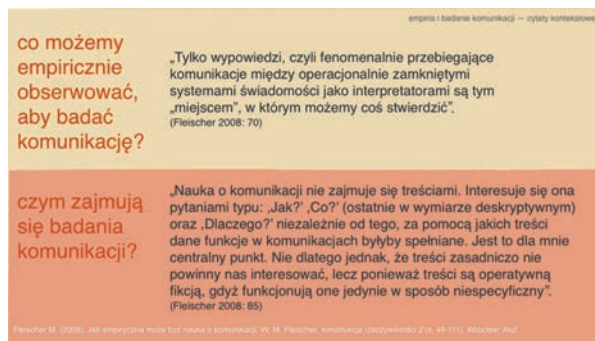 empiria i badanie komunikacji – cytaty kontekstowe
co możemy
empiricznie
obserwować,
aby badać
komunikację?
„Tylko wypowiedzi, czyli fenomenalnie przebiegające
komunikacje między operacjonalnie zamkniętymi
systemami świadomości jako interpretatorami są tym
„miejscem”, w którym możemy coś stwierdzić”.
(Fleischer 2008: 70)
czym zajmują
się badania
komunikacji?
„Nauka o komunikacji nie zajmuje się treściami. Interesuje się ona
pytaniami typu: ‚Jak?’ ‚Co?’ (ostatnie w wymiarze deskryptywnym)
oraz ‚Dlaczego?’ niezależnie od tego, za pomocą jakich treści
dane funkcje w komunikacjach byłyby spełniane. Jest to dla mnie
centralny punkt. Nie dlatego jednak, że treści zasadniczo nie
powinny nas interesować, lecz ponieważ treści są operatywną
fikcją, gdyż funkcjonują one jedynie w sposób niespecyficzny”.
(Fleischer 2008: 85)
Fleischer M. (2008). Jak empiryczna może być nauka o komunikacji. W: M. Fleischer, konstrukcja rzeczywistości 2 (s. 48-111). Wrocław: Atut.